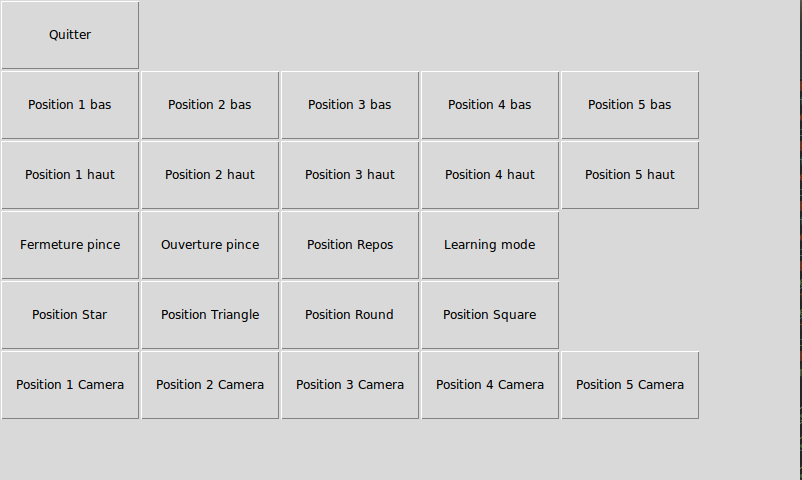 Quitter
Position 1 bas Position 2 bas Position 3 bas Position 4 bas Position 5 bas
Position 1 haut Position 2 haut Position 3 haut Position 4 haut Position 5 haut
Fermeture pince Ouverture pince Position Repos Learning mode
Position Star Position Triangle Position Round Position Square
Position 1 Camera Position 2 Camera Position 3 Camera Position 4 Camera Position 5 Camera